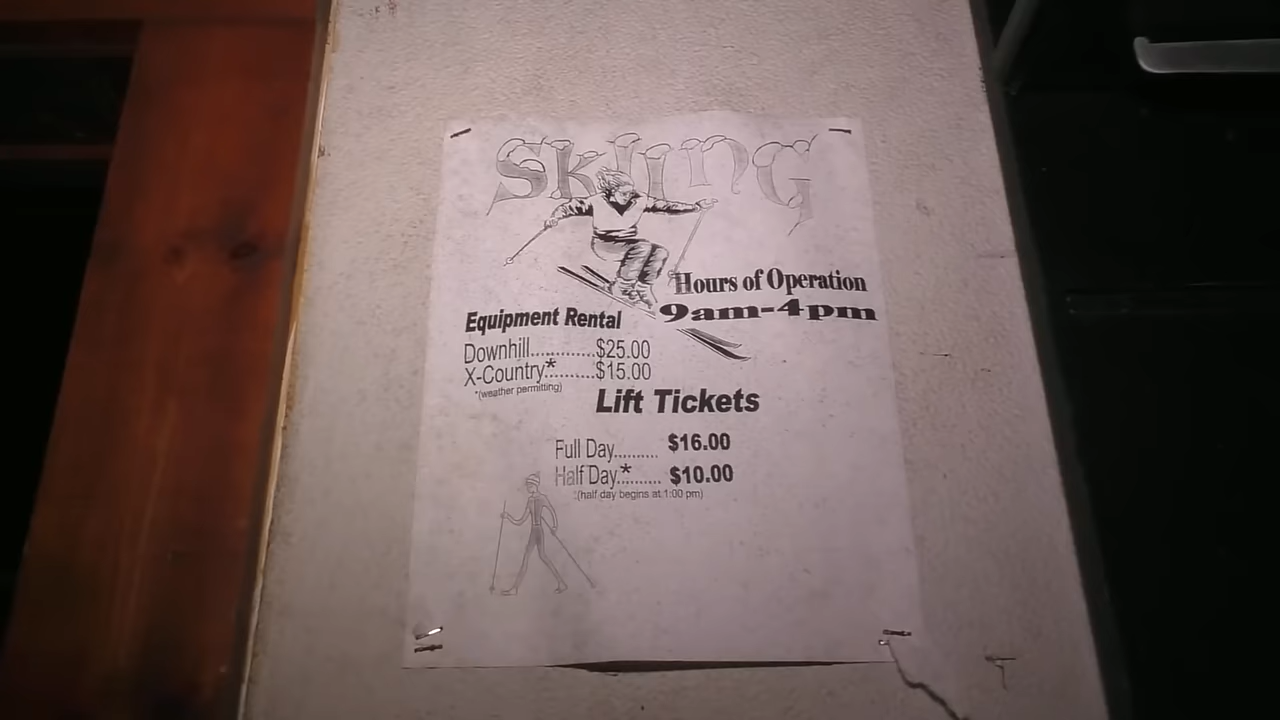 Skiing
Hours of Operation
9am-4pm
Equipment Rental
Downhill.............$25.00
X-Country*..........$15.00
*(weather permitting)
Lift Tickets
Full Day.......... $16.00
Half Day*.......... $10.00
*(half day begins at 1:00 pm)